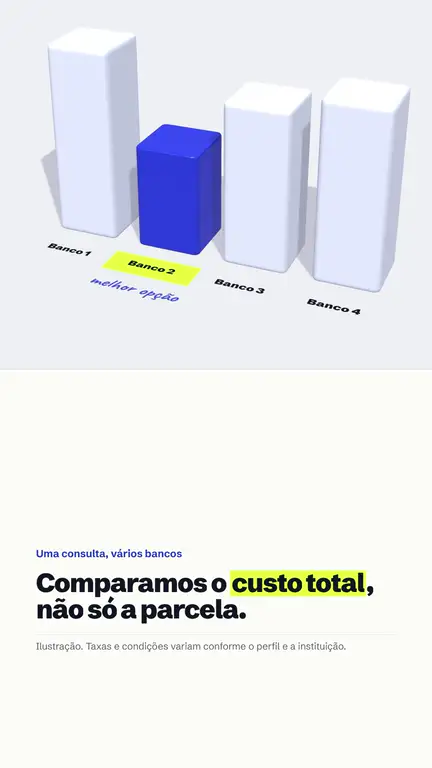 Banco 1
Banco 2
melhor opção
Banco 3
Banco 4
Uma consulta, vários bancos
Comparamos o custo total,
não só a parcela.
Ilustração. Taxas e condições variam conforme o perfil e a instituição.